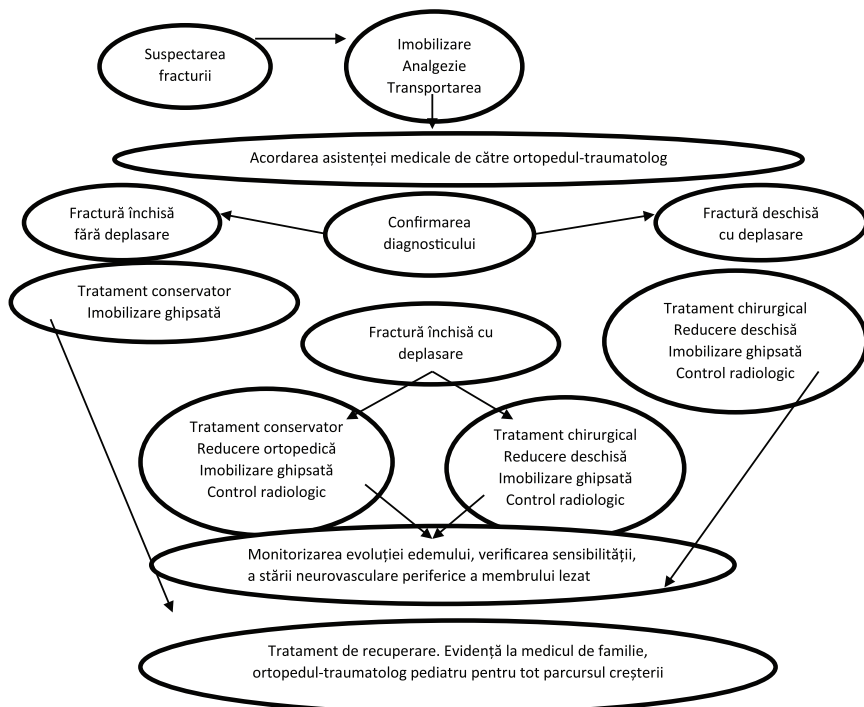 Suspectarea
fracturii
Imobilizare
Analgezie
Transportarea
Acordarea asistenței medicale de către ortopedul-traumatolog
Fractură închisă
fără deplasare
Confirmarea
diagnosticului
Fractură deschisă
cu deplasare
Tratament conservator
Imobilizare ghipsată
Fractură închisă cu
deplasare
Tratament chirurgical
Reducere deschisă
Imobilizare ghipsată
Control radiologic
Tratament conservator
Reducere ortopedică
Imobilizare ghipsată
Control radiologic
Tratament chirurgical
Reducere deschisă
Imobilizare ghipsată
Control radiologic
Monitorizarea evoluției edemului, verificarea sensibilității,
a stării neurovasculare periferice a membrului lezat
Tratament de recuperare. Evidență la medicul de familie,
ortopedul-traumatolog pediatru pentru tot parcursul creșterii